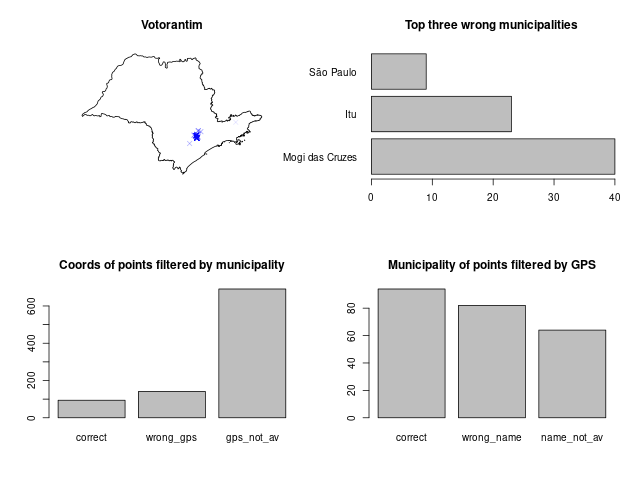 Votorantim
Top three wrong municipalities
São Paulo
Itu
Mogi das Cruzes
0 10 20 30 40
Coords of points filtered by municipality
0 200 400 600
correct wrong_gps gps_not_av
Municipality of points filtered by GPS
0 20 40 60 80
correct wrong_name name_not_av